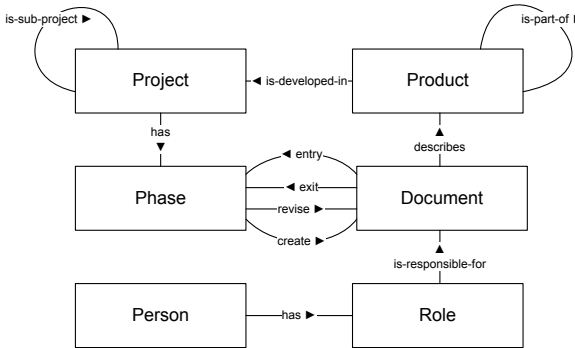 is-sub-project ►
is-part-of
Project
◄ is-developed-in
Product
has
▼
▲
describes
◄ entry
Phase
◄ exit
Document
revise ►
create ►
▲
is-responsible-for
Person
has ►
Role